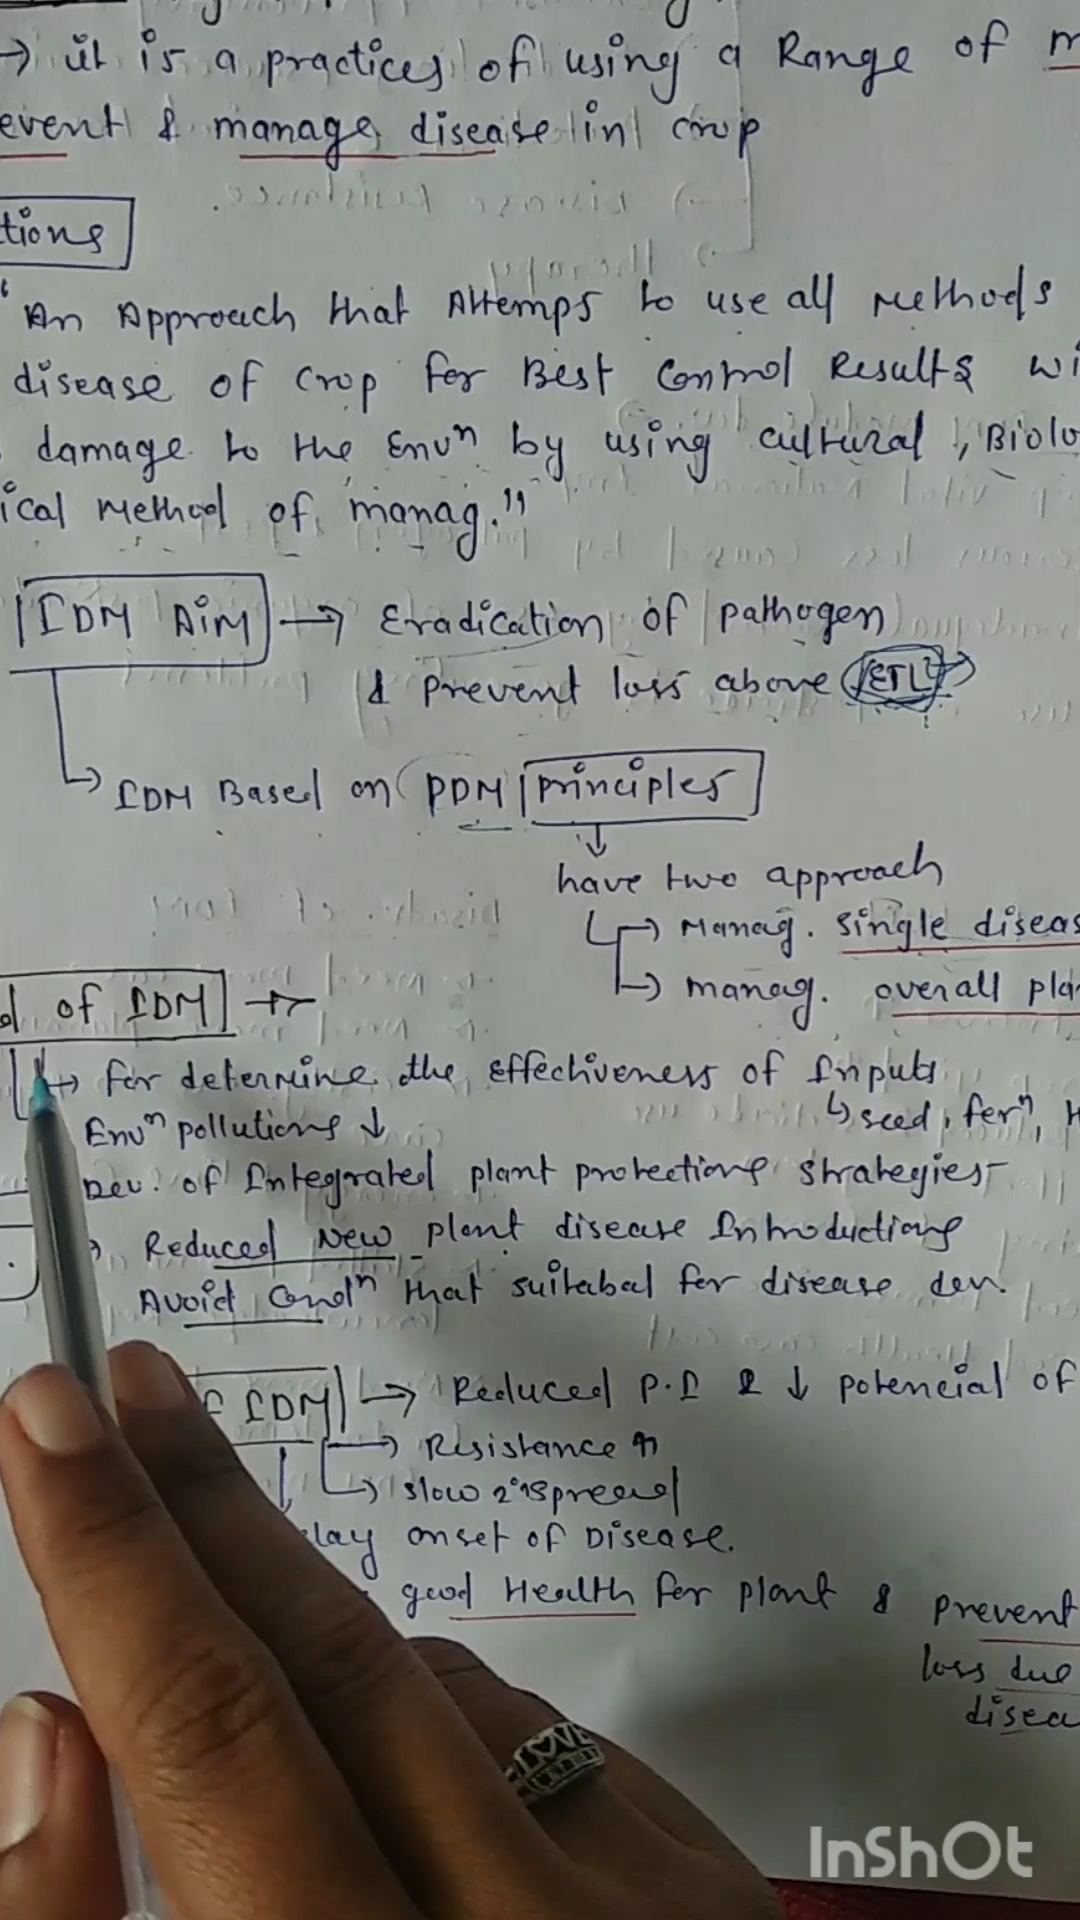 → it is a practices of using a Range of m
event & manage disease in crop
tions
"An Approach that Attemps to use all Methods
disease of crop for Best Control Results wi
damage to the Envⁿ by using cultural, Biolo
ical Method of manag."
IDM AiM → Eradication of pathogen
& prevent loss above ETL
→ IDM Based on PDM principles
have two approach
→ Manag. single diseas
→ manag. overall pla
d of IDM →
→ for determine the effectiveness of Inputs
↳ seed, ferⁿ, H
Envⁿ pollutions ↓
Dev. of Integrated plant protections strategies
Reduced New plant disease Introductions
Avoid Condⁿ that suitabal for disease dev.
f IDM → Reduced P.I & ↓ potencial of
→ Resistance ↑
→ slow 2° spread
lay onset of Disease.
good Health for plant & prevent
loss due
disea
LOVE
InShOt